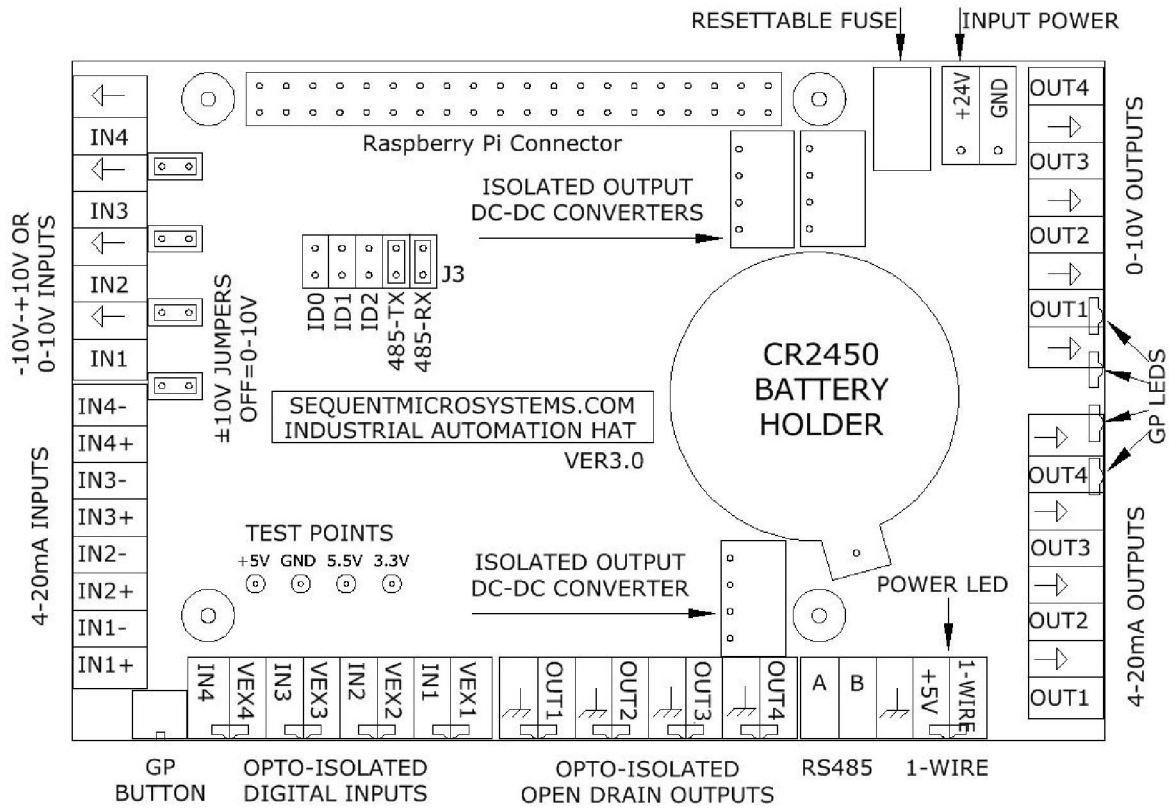 RESETTABLE FUSE
INPUT POWER
+24V
GND
Raspberry Pi Connector
ISOLATED OUTPUT
DC-DC CONVERTERS
IN4
IN3
IN2
IN1
-10V-+10V OR
0-10V INPUTS
±10V JUMPERS
OFF=0-10V
ID0
ID1
ID2
485-TX
485-RX
J3
OUT4
OUT3
OUT2
OUT1
0-10V OUTPUTS
GP LEDS
CR2450
BATTERY
HOLDER
SEQUENTMICROSYSTEMS.COM
INDUSTRIAL AUTOMATION HAT
VER3.0
IN4-
IN4+
IN3-
IN3+
IN2-
IN2+
IN1-
IN1+
4-20mA INPUTS
TEST POINTS
+5V GND 5.5V 3.3V
ISOLATED OUTPUT
DC-DC CONVERTER
POWER LED
OUT4
OUT3
OUT2
OUT1
4-20mA OUTPUTS
IN4
VEX4
IN3
VEX3
IN2
VEX2
IN1
VEX1
OUT1
OUT2
OUT3
OUT4
A
B
+5V
1-WIRE
GP
BUTTON
OPTO-ISOLATED
DIGITAL INPUTS
OPTO-ISOLATED
OPEN DRAIN OUTPUTS
RS485
1-WIRE